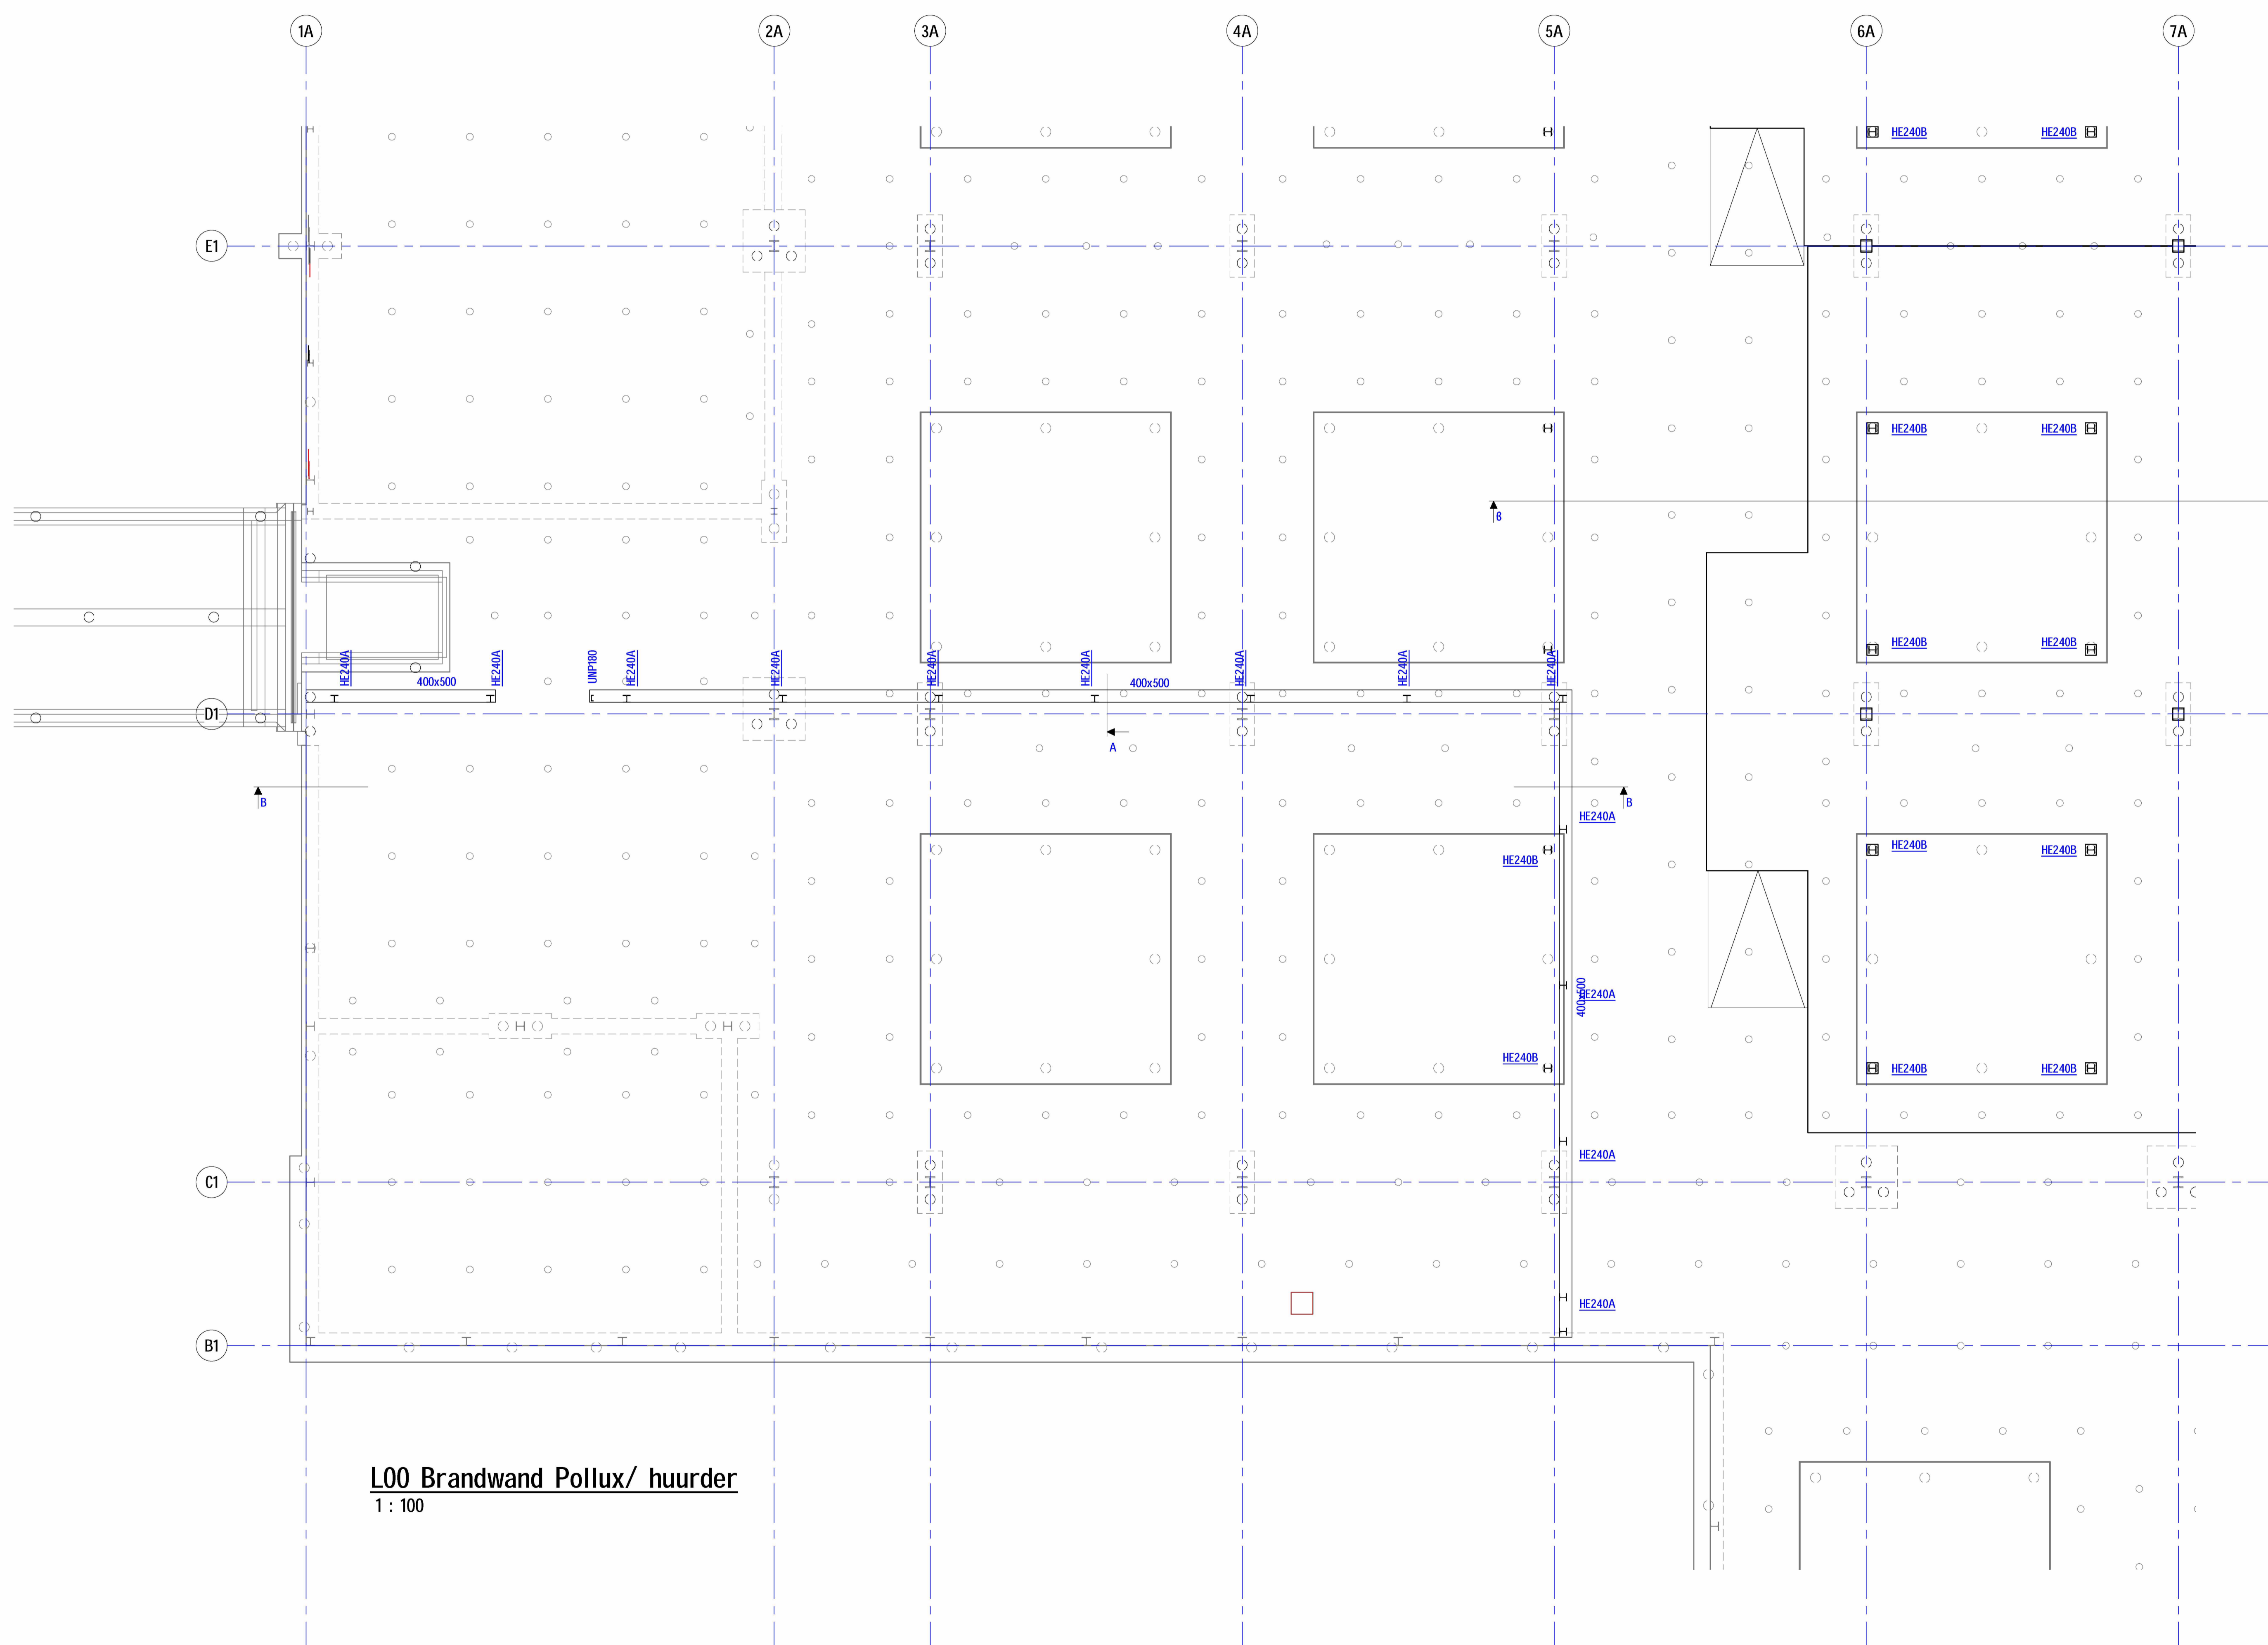 1A 2A 3A 4A 5A 6A 7A
HE240B HE240B
E1
HE240B HE240B
B
HE240B HE240B
HE240A 400x500 HE240A UNP180 HE240A HE240A HE240A HE240A 400x500 HE240A HE240A HE240A
D1
A
B B
HE240A
HE240B HE240B HE240B
HE240A
400x500
HE240B HE240B HE240B
HE240A
C1
HE240A
B1
L00 Brandwand Pollux/ huurder
1 : 100